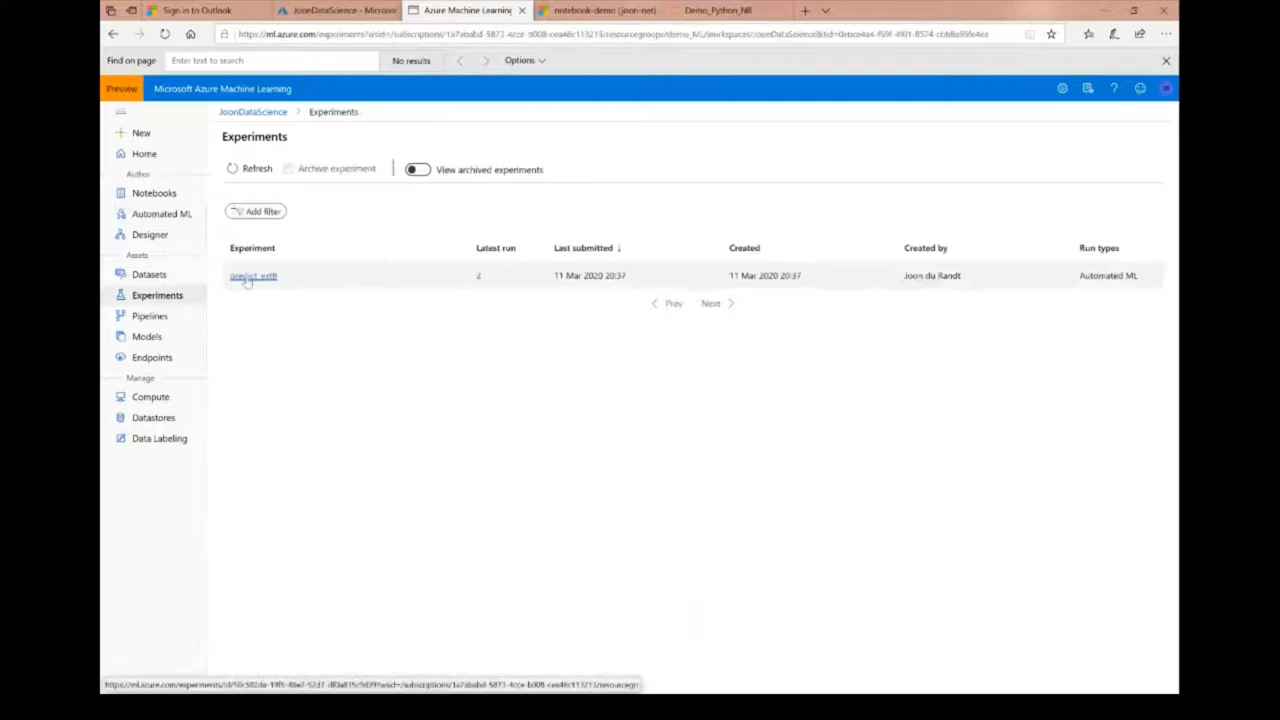 Sign in to Outlook
JoonDataScience - Microso
Azure Machine Learning
notebook-demo (joon-net)
Demo_Python_NB
Find on page
Enter text to search
No results
Options
Preview
Microsoft Azure Machine Learning
JoonDataScience > Experiments
New
Home
Author
Notebooks
Automated ML
Designer
Assets
Datasets
Experiments
Pipelines
Models
Endpoints
Manage
Compute
Datastores
Data Labeling
Experiments
Refresh
Archive experiment
View archived experiments
Add filter
Experiment Latest run Last submitted ↓ Created Created by Run types
2 11 Mar 2020 20:37 11 Mar 2020 20:37 Joon du Randt Automated ML
< Prev Next >